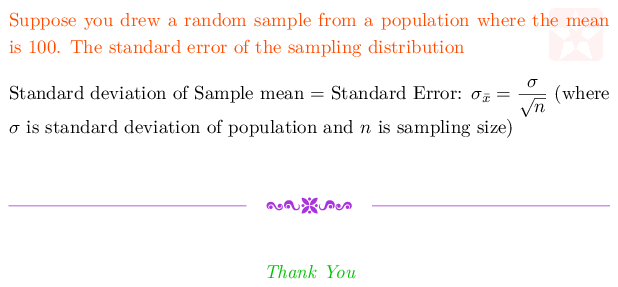 Suppose you drew a random sample from a population where the mean
is 100. The standard error of the sampling distribution
Standard deviation of Sample mean = Standard Error: σ_x̄ = σ/√n (where
σ is standard deviation of population and n is sampling size)
Thank You